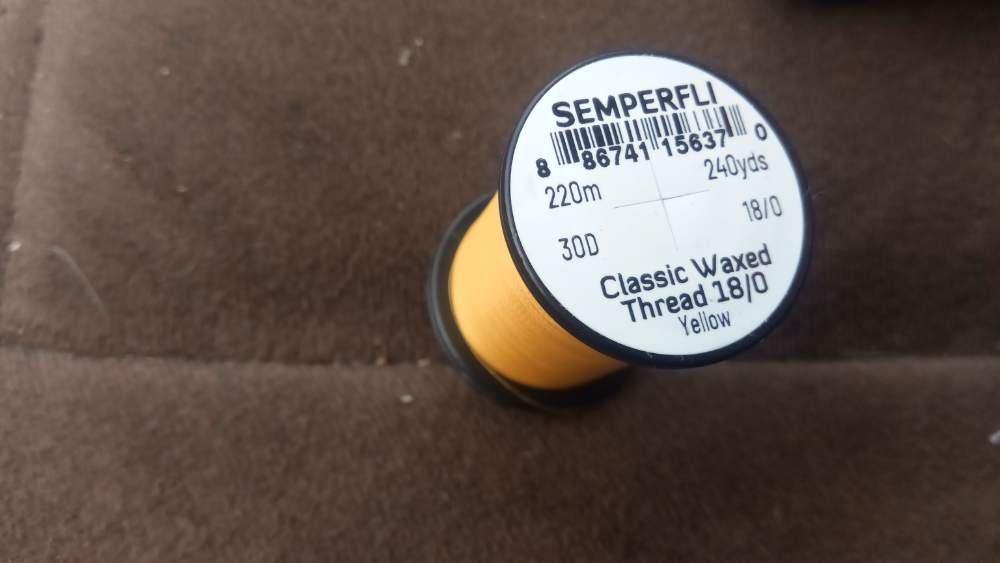 SEMPERFLI
8 86741 15637 0
220m 240yds
30D 18/0
Classic Waxed
Thread 18/0
Yellow